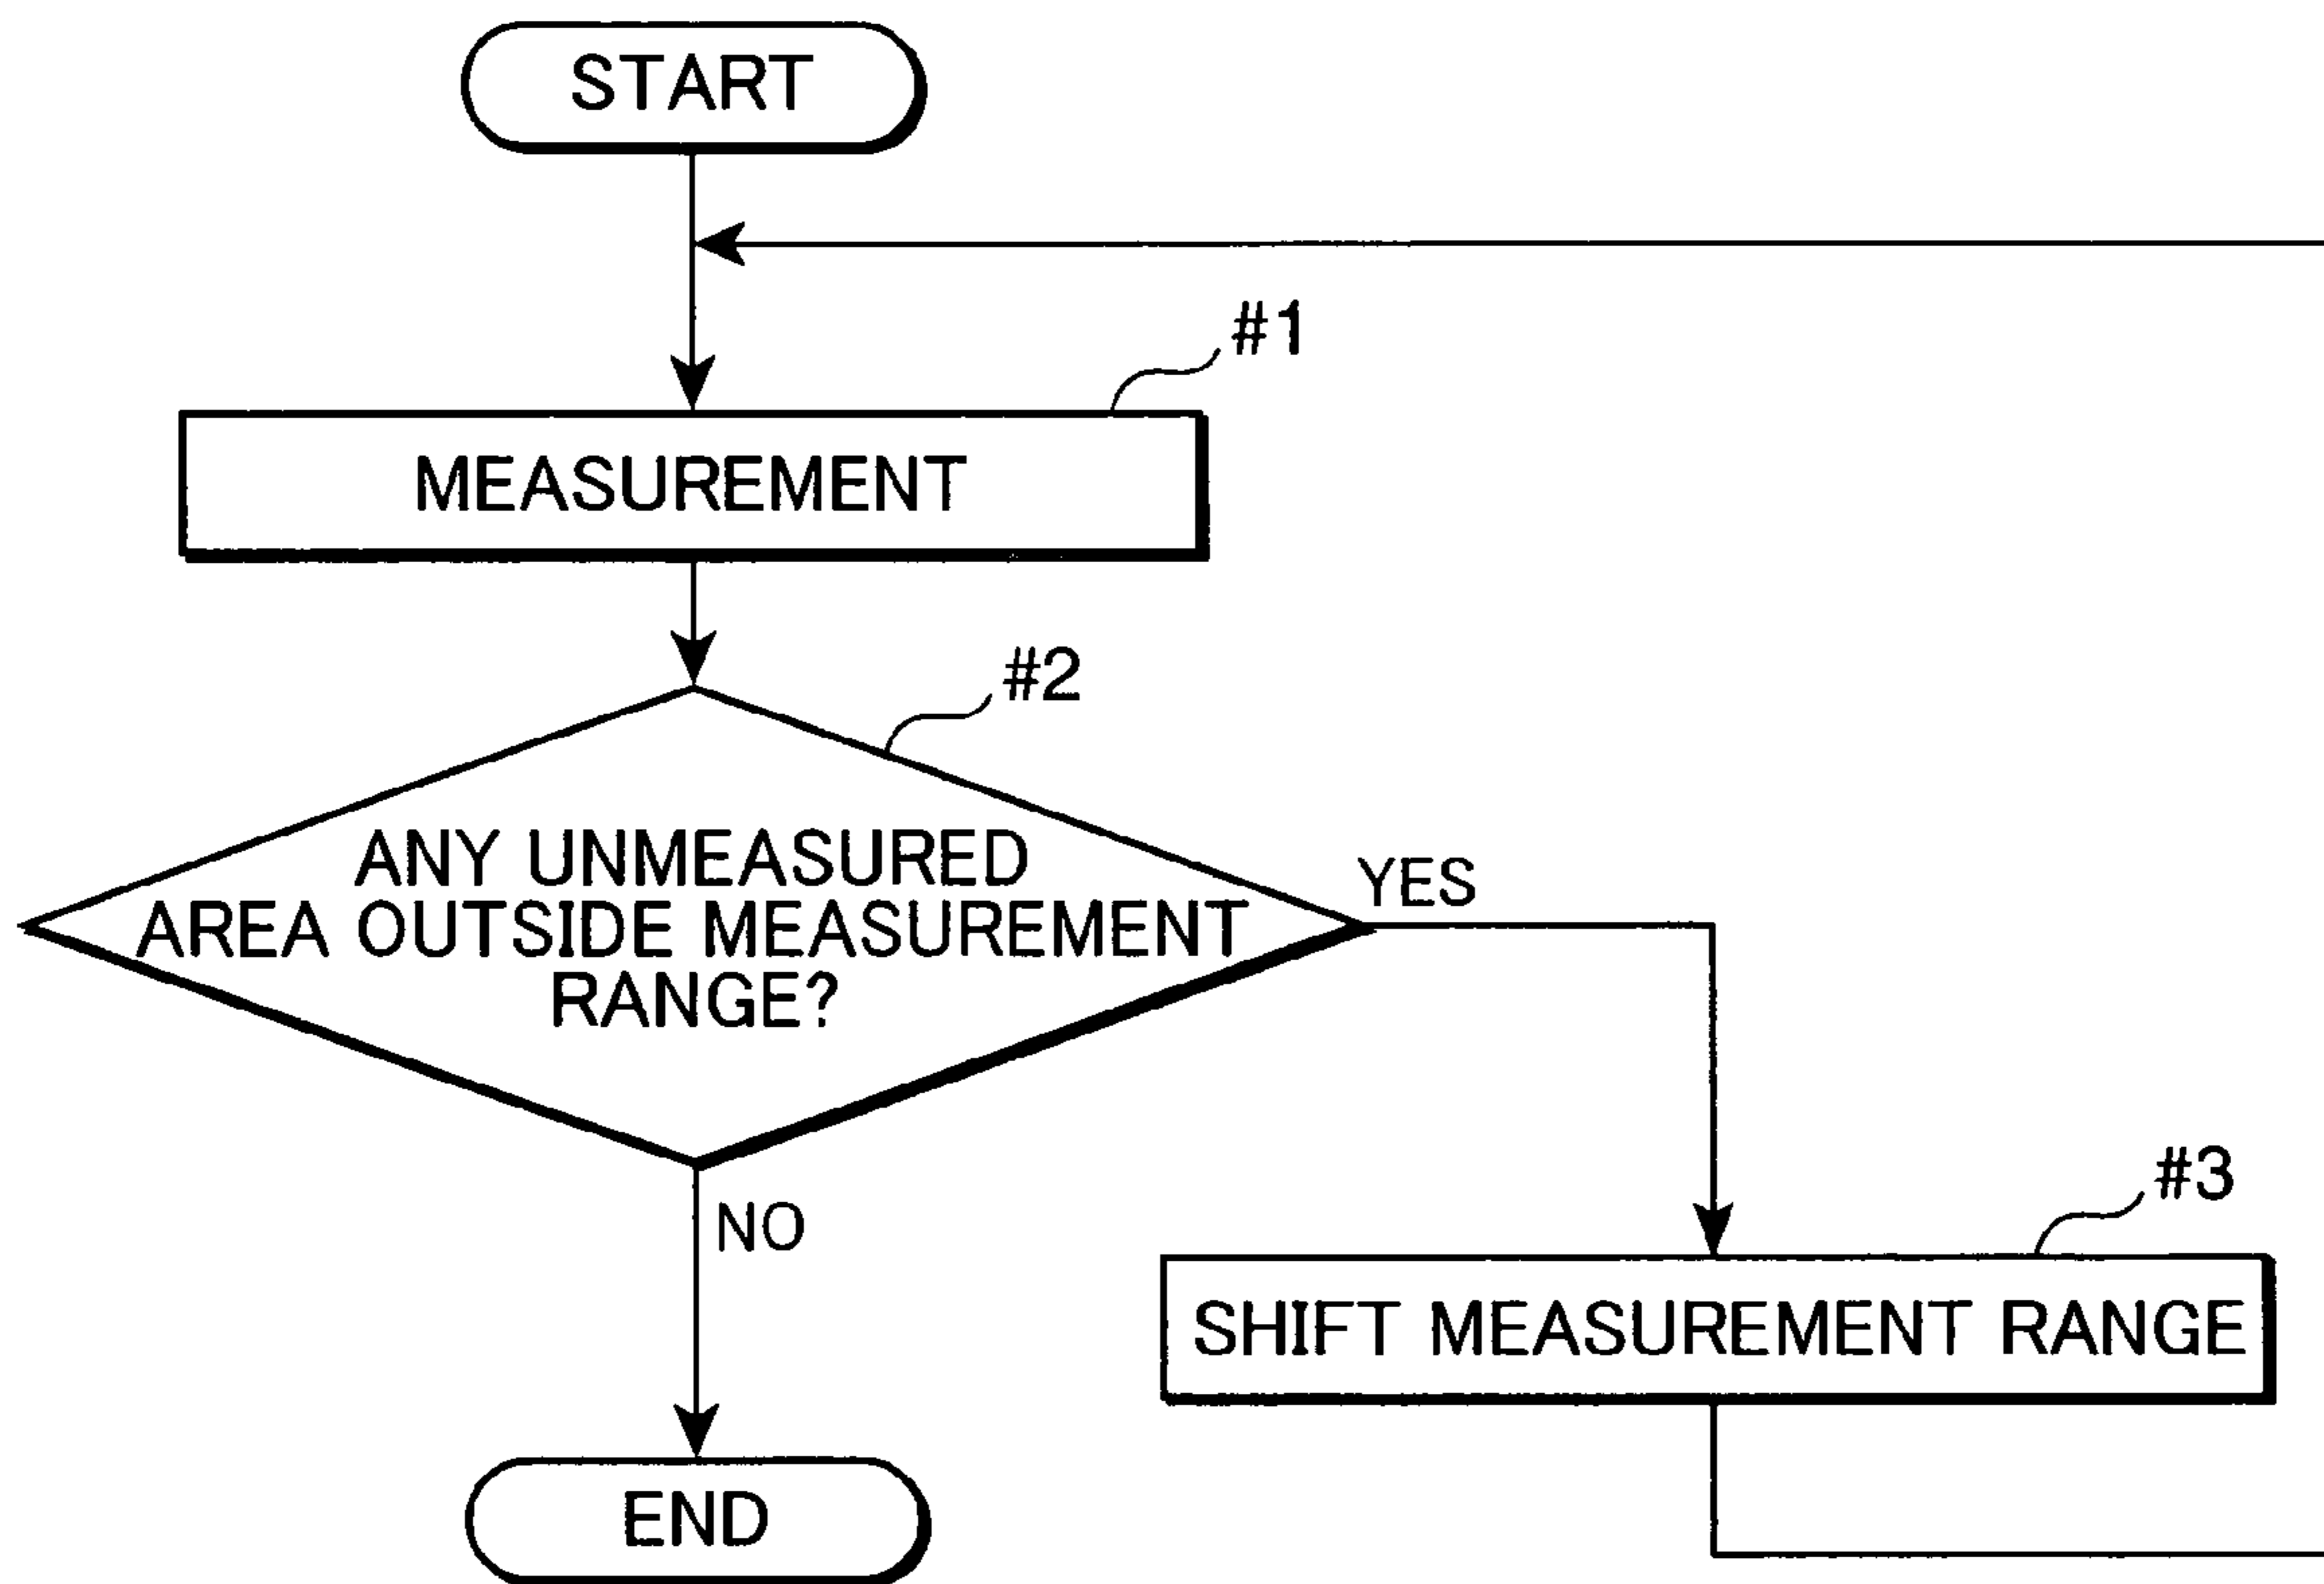 START
#1
MEASUREMENT
#2
ANY UNMEASURED
AREA OUTSIDE MEASUREMENT
RANGE?
YES
NO
#3
SHIFT MEASUREMENT RANGE
END